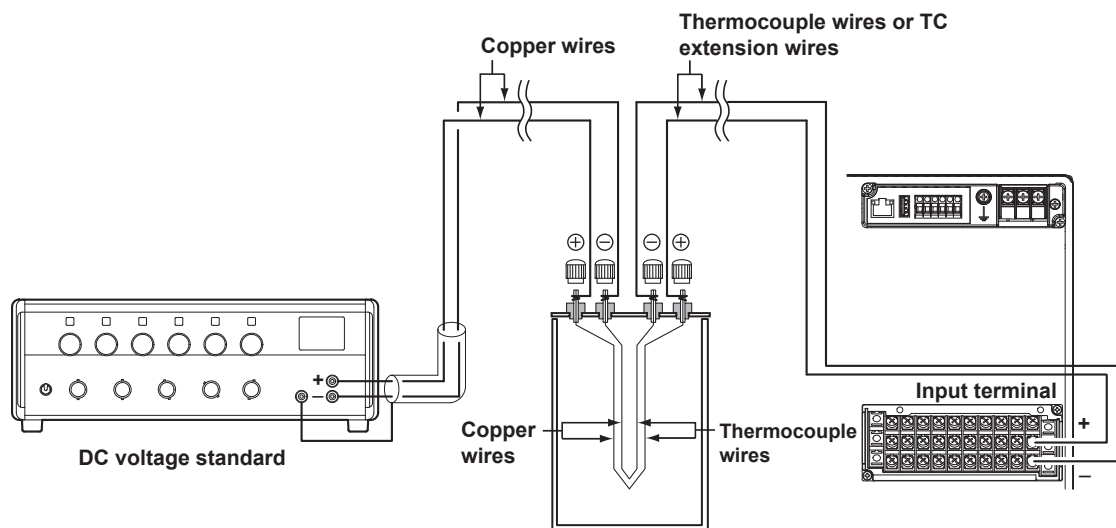 Thermocouple wires or TC
extension wires
Copper wires
+ − − +
Input terminal
+
−
+
−
DC voltage standard
Copper
wires
Thermocouple
wires